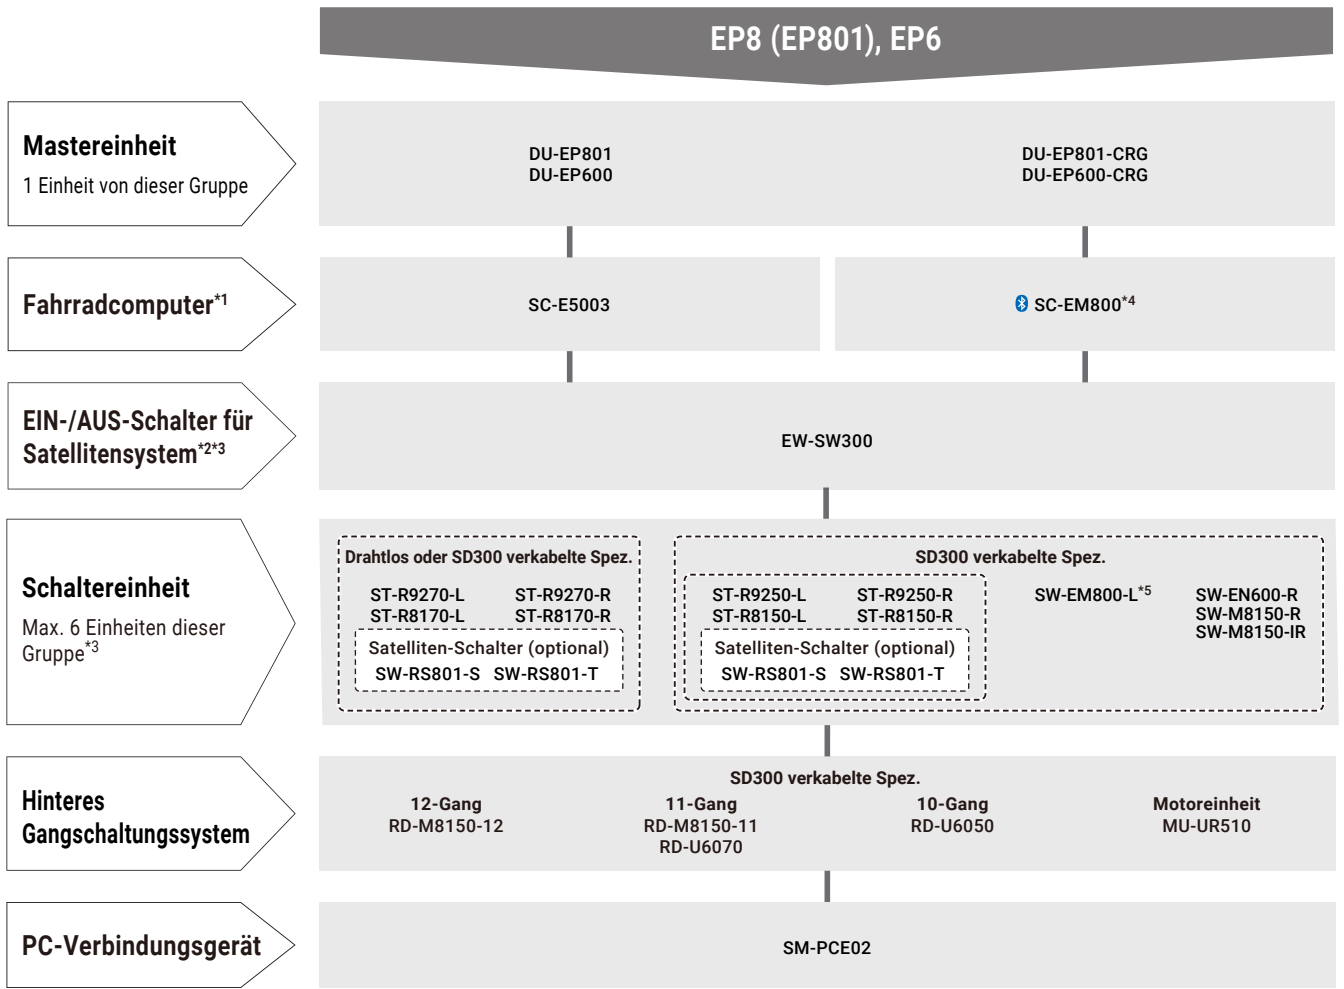 EP8 (EP801), EP6
Mastereinheit
1 Einheit von dieser Gruppe
DU-EP801
DU-EP600
DU-EP801-CRG
DU-EP600-CRG
Fahrradcomputer*1
SC-E5003
SC-EM800*4
EIN-/AUS-Schalter für
Satellitensystem*2*3
EW-SW300
Schaltereinheit
Max. 6 Einheiten dieser
Gruppe*3
Drahtlos oder SD300 verkabelte Spez.
ST-R9270-L ST-R9270-R
ST-R8170-L ST-R8170-R
Satelliten-Schalter (optional)
SW-RS801-S SW-RS801-T
SD300 verkabelte Spez.
ST-R9250-L ST-R9250-R
ST-R8150-L ST-R8150-R
Satelliten-Schalter (optional)
SW-RS801-S SW-RS801-T
SW-EM800-L*5
SW-EN600-R
SW-M8150-R
SW-M8150-IR
Hinteres
Gangschaltungssystem
SD300 verkabelte Spez.
12-Gang
RD-M8150-12
11-Gang
RD-M8150-11
RD-U6070
10-Gang
RD-U6050
Motoreinheit
MU-UR510
PC-Verbindungsgerät
SM-PCE02